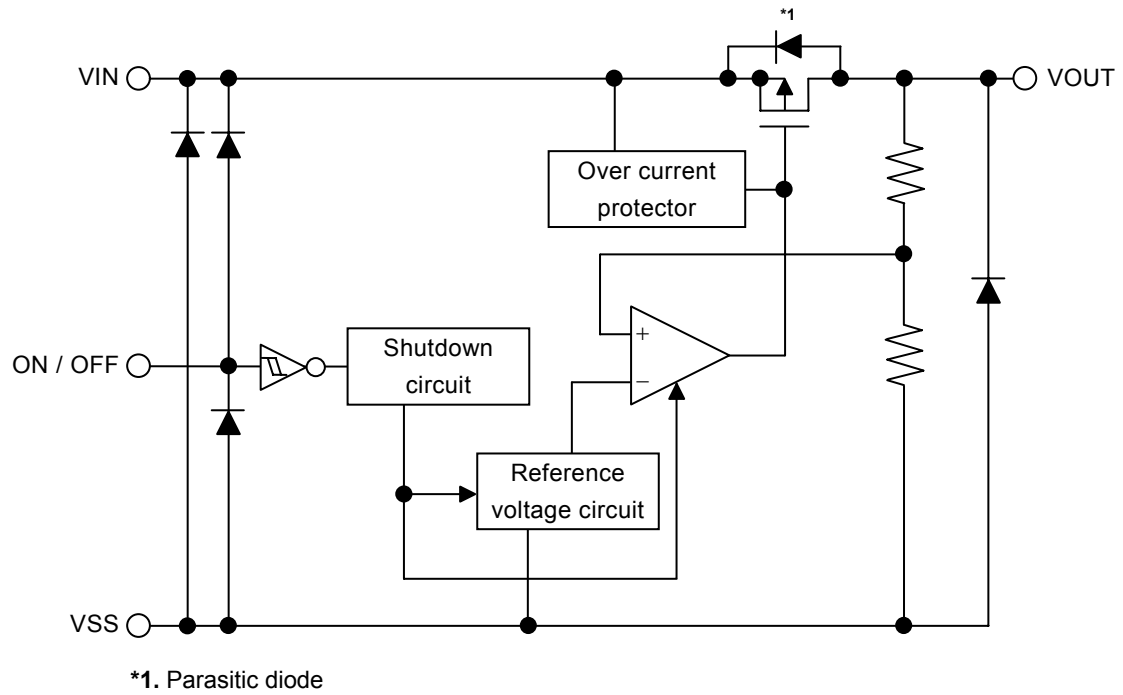 *1
VIN
VOUT
Over current
protector
+
−
ON / OFF
Shutdown
circuit
Reference
voltage circuit
VSS
*1. Parasitic diode